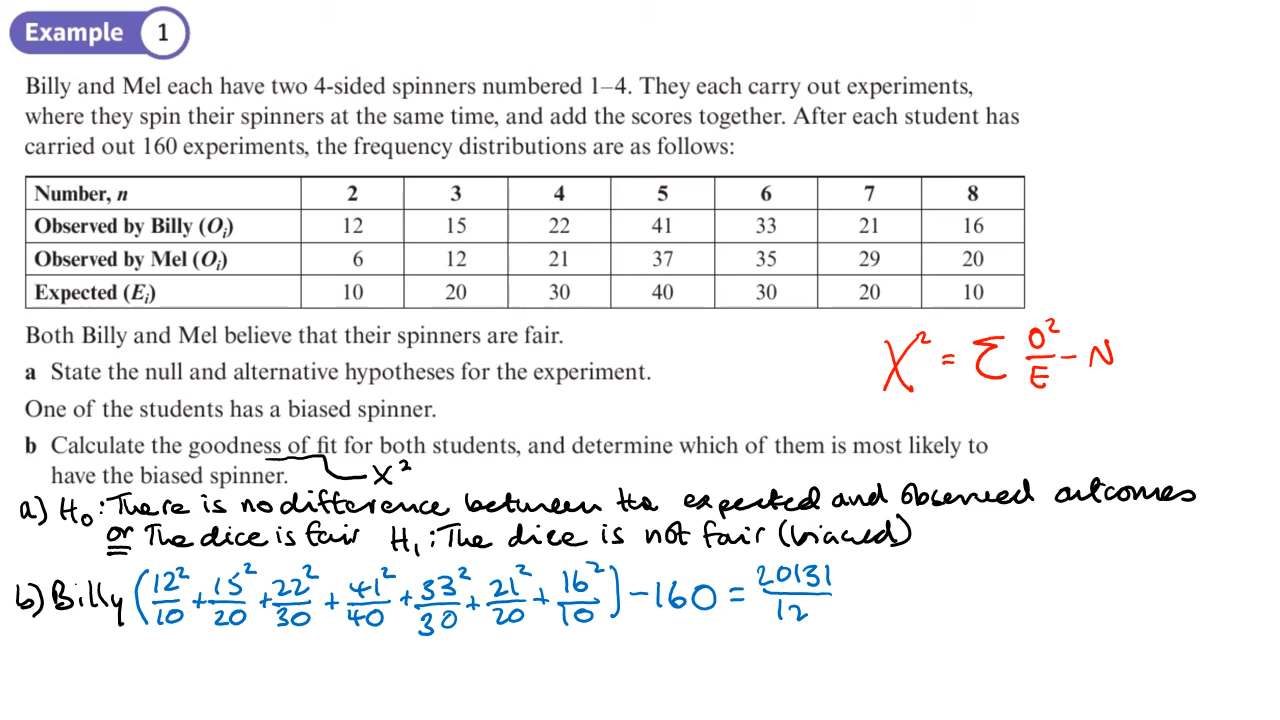 Example 1
Billy and Mel each have two 4-sided spinners numbered 1–4. They each carry out experiments,
where they spin their spinners at the same time, and add the scores together. After each student has
carried out 160 experiments, the frequency distributions are as follows:
Number, n 2 3 4 5 6 7 8
Observed by Billy (Oᵢ) 12 15 22 41 33 21 16
Observed by Mel (Oᵢ) 6 12 21 37 35 29 20
Expected (Eᵢ) 10 20 30 40 30 20 10
Both Billy and Mel believe that their spinners are fair.
X² = Σ O²/E − N
a State the null and alternative hypotheses for the experiment.
One of the students has a biased spinner.
b Calculate the goodness of fit for both students, and determine which of them is most likely to
have the biased spinner. X²
a) H₀: There is no difference between the expected and observed outcomes
or The dice is fair H₁: The dice is not fair (biased)
b) Billy (12²/10 + 15²/20 + 22²/30 + 41²/40 + 33²/30 + 21²/20 + 16²/10) − 160 = 20131/12